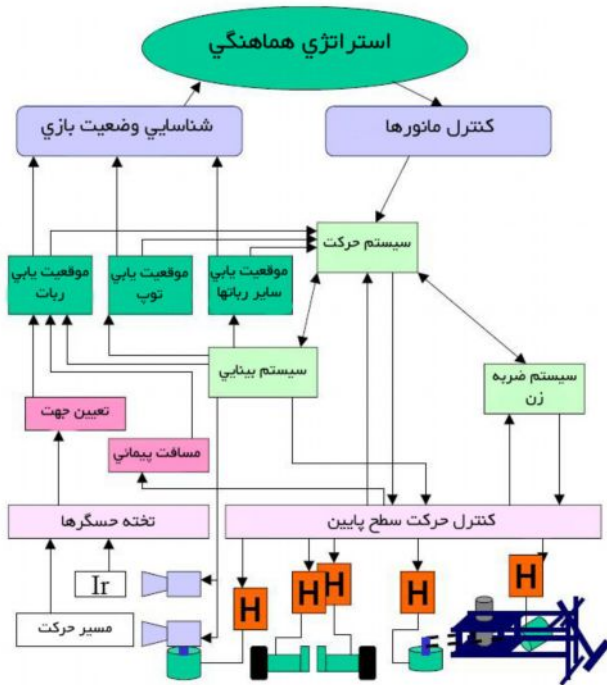 استراتژي هماهنگي
شناسايي وضعيت بازي
کنترل مانورها
سيستم حرکت
موقعيت يابي
ربات
موقعيت يابي
توپ
موقعيت يابي
ساير رباتها
سيستم بينايي
سيستم ضربه
زن
تعيين جهت
مسافت پيمائي
تخته حسگرها
کنترل حرکت سطح پايين
Ir
مسير حرکت
H
H
H
H
H